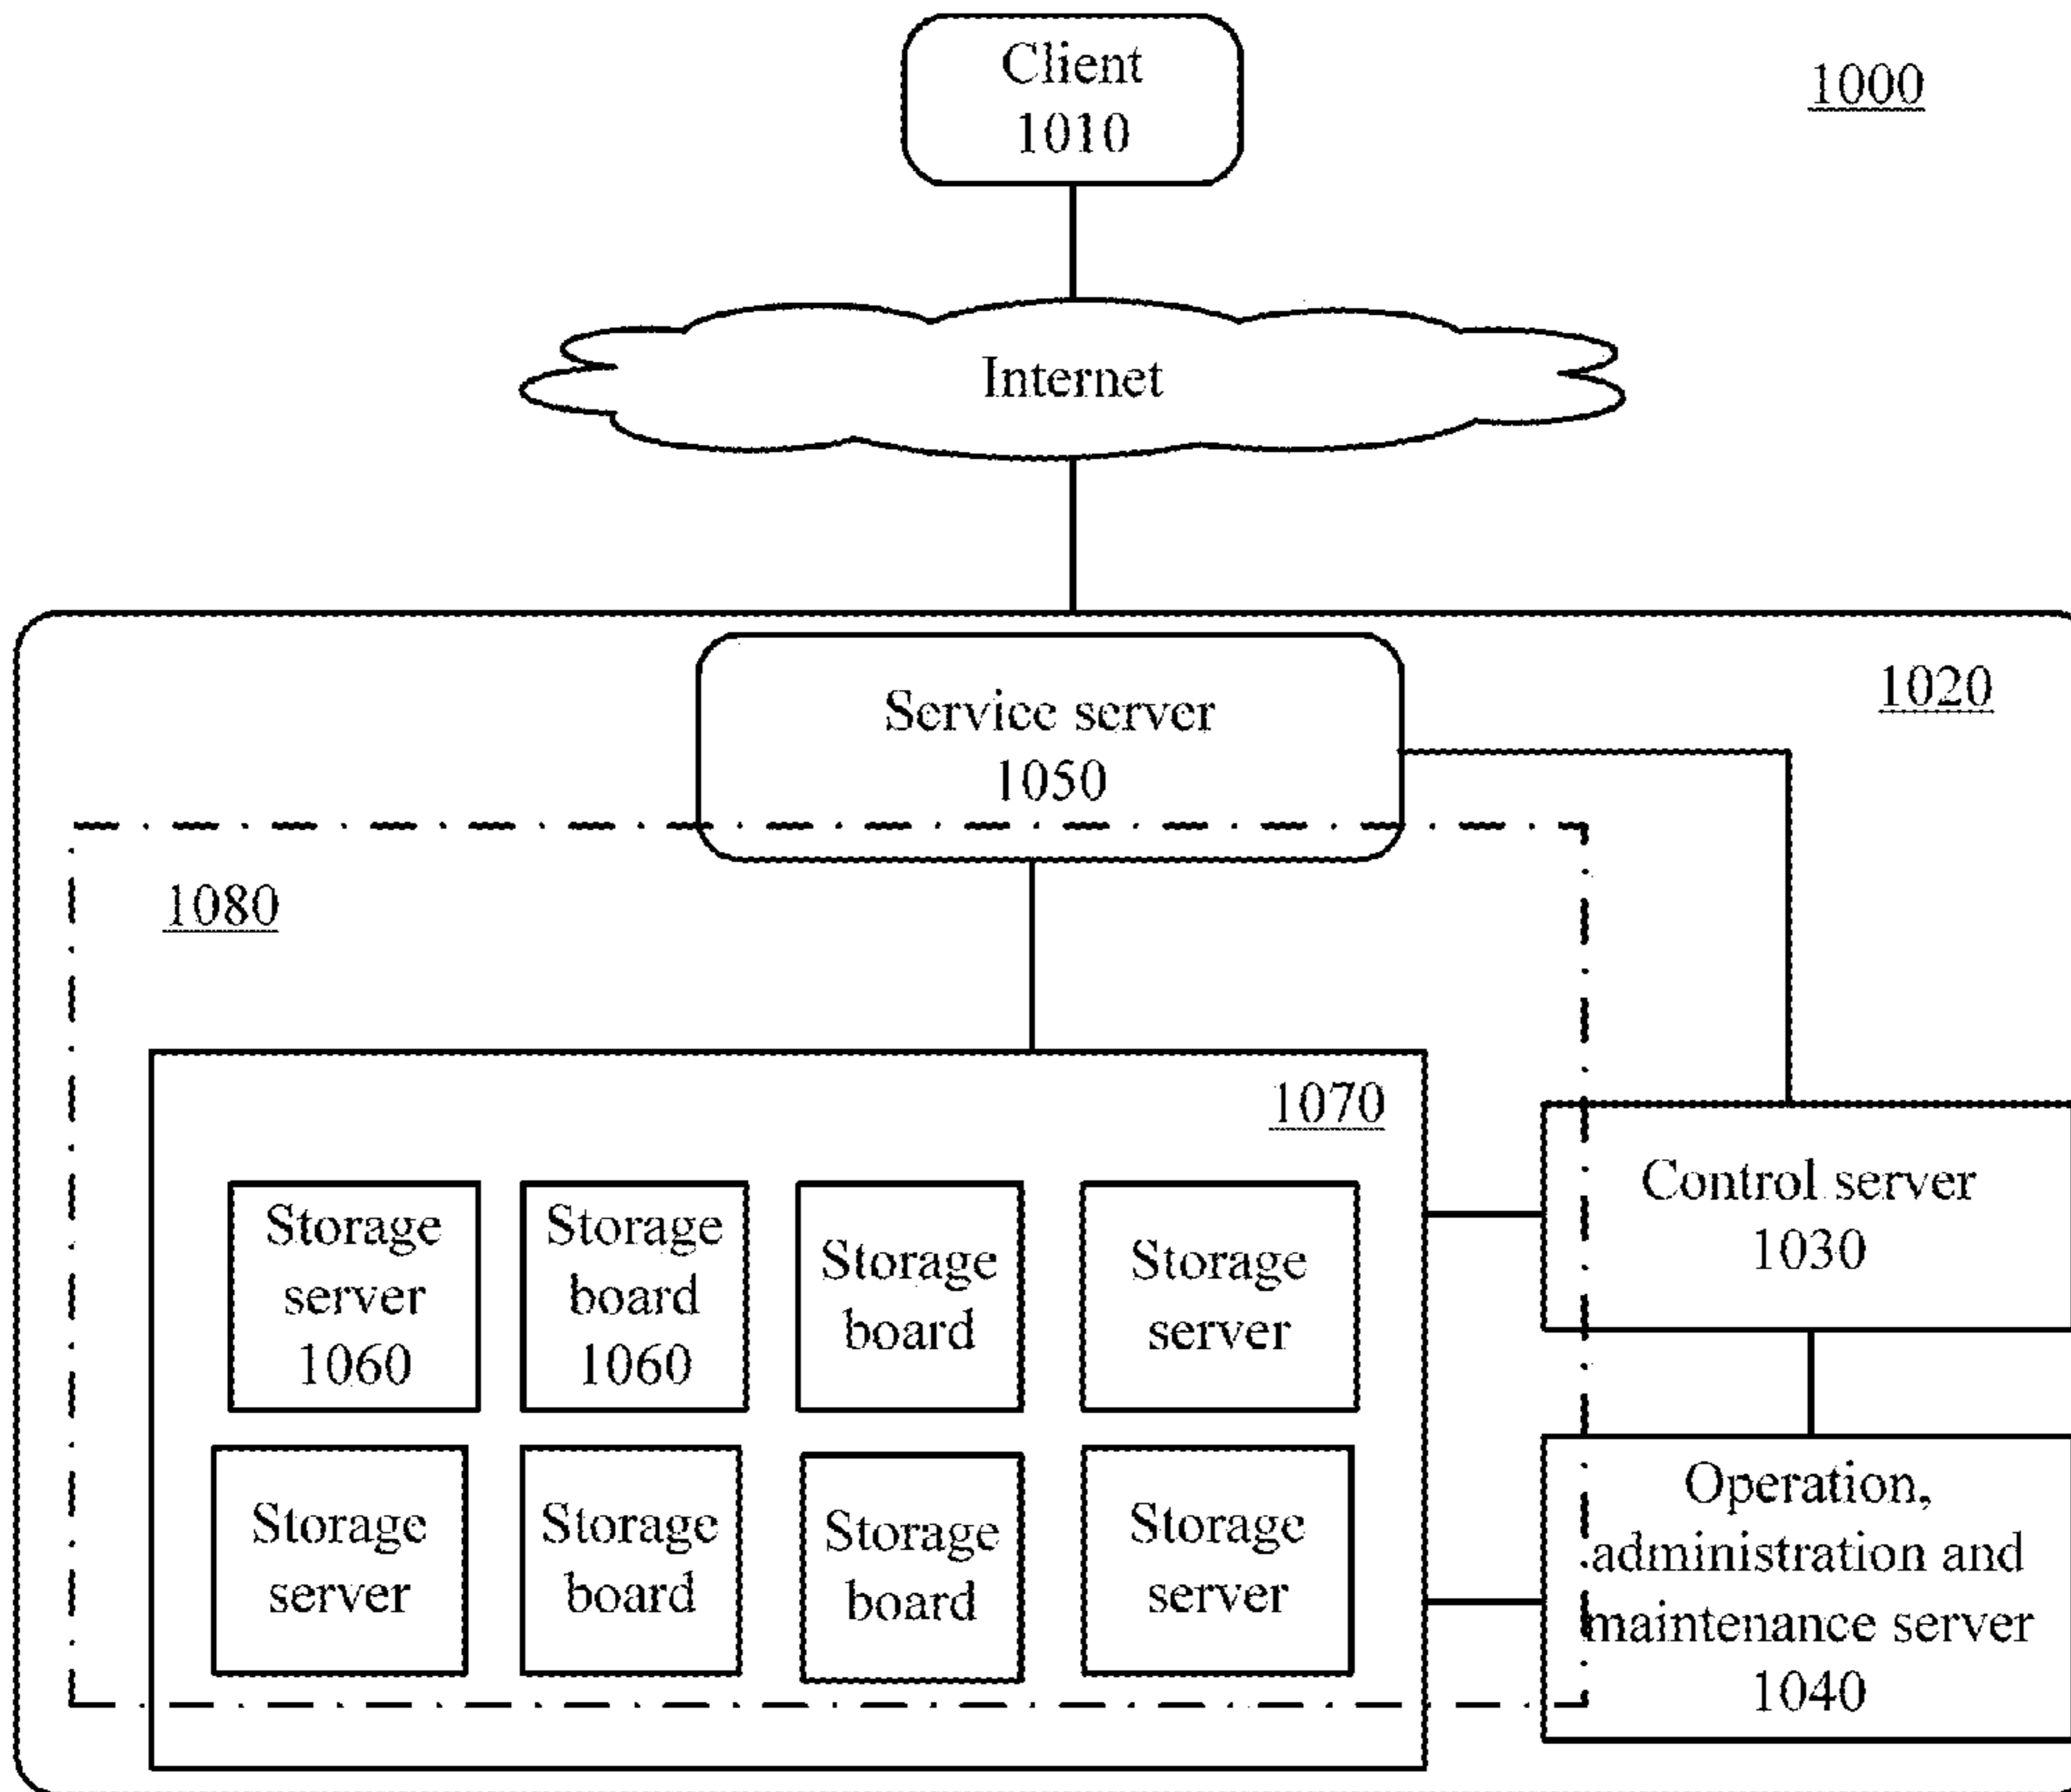 Client
1010
1000
Internet
1020
Service server
1050
1080
1070
Storage
server
1060
Storage
board
1060
Storage
board
Storage
server
Control server
1030
Storage
server
Storage
board
Storage
board
Storage
server
Operation,
administration and
maintenance server
1040